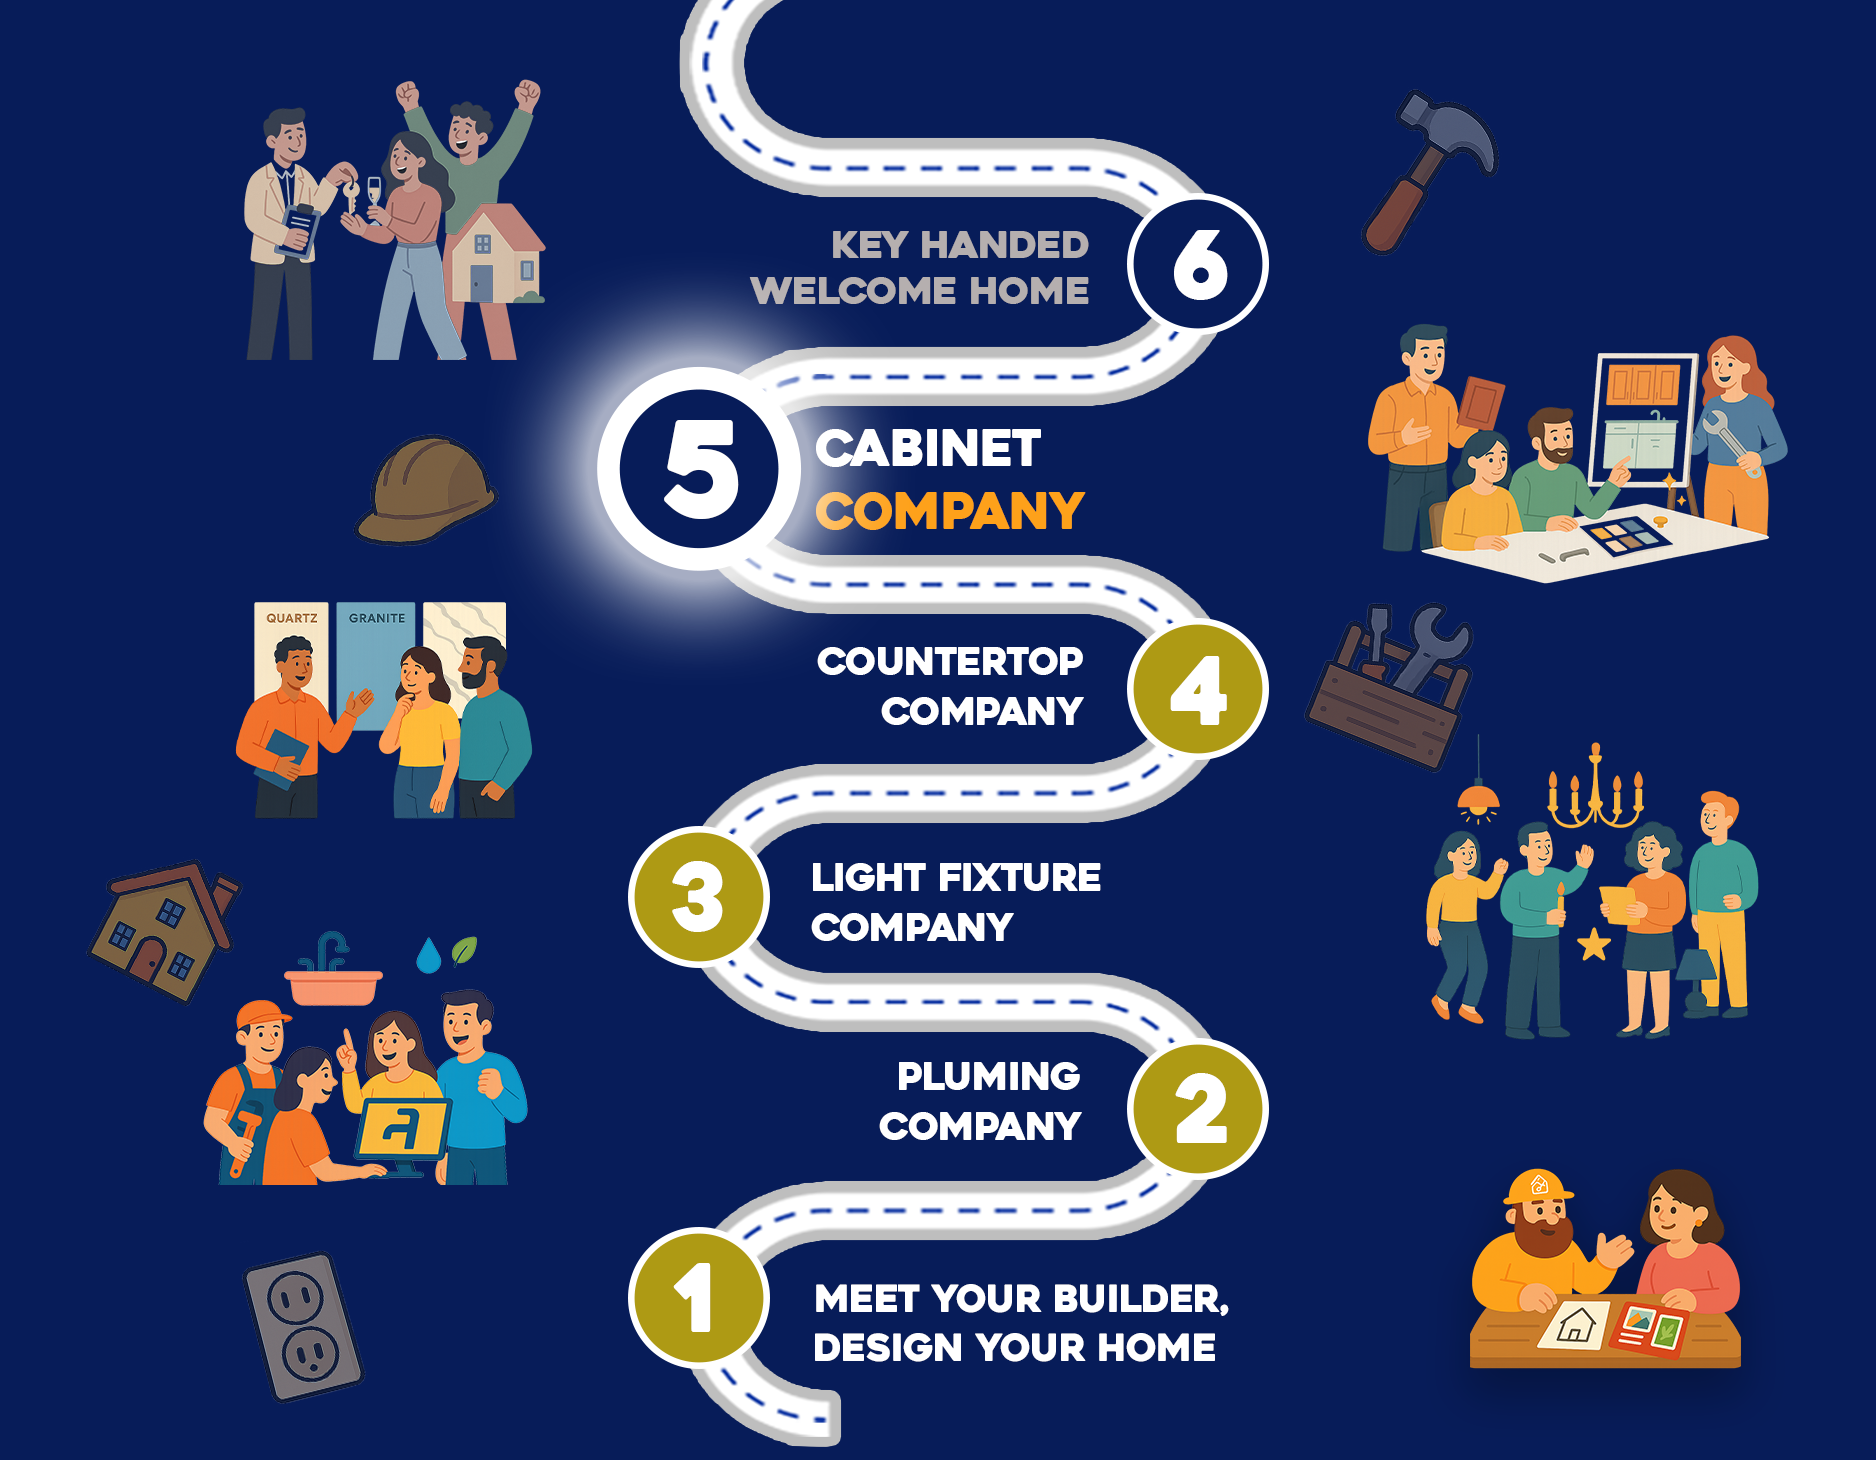 6
KEY HANDED
WELCOME HOME
5
CABINET
COMPANY
QUARTZ
GRANITE
4
COUNTERTOP
COMPANY
3
LIGHT FIXTURE
COMPANY
2
PLUMING
COMPANY
1
MEET YOUR BUILDER,
DESIGN YOUR HOME